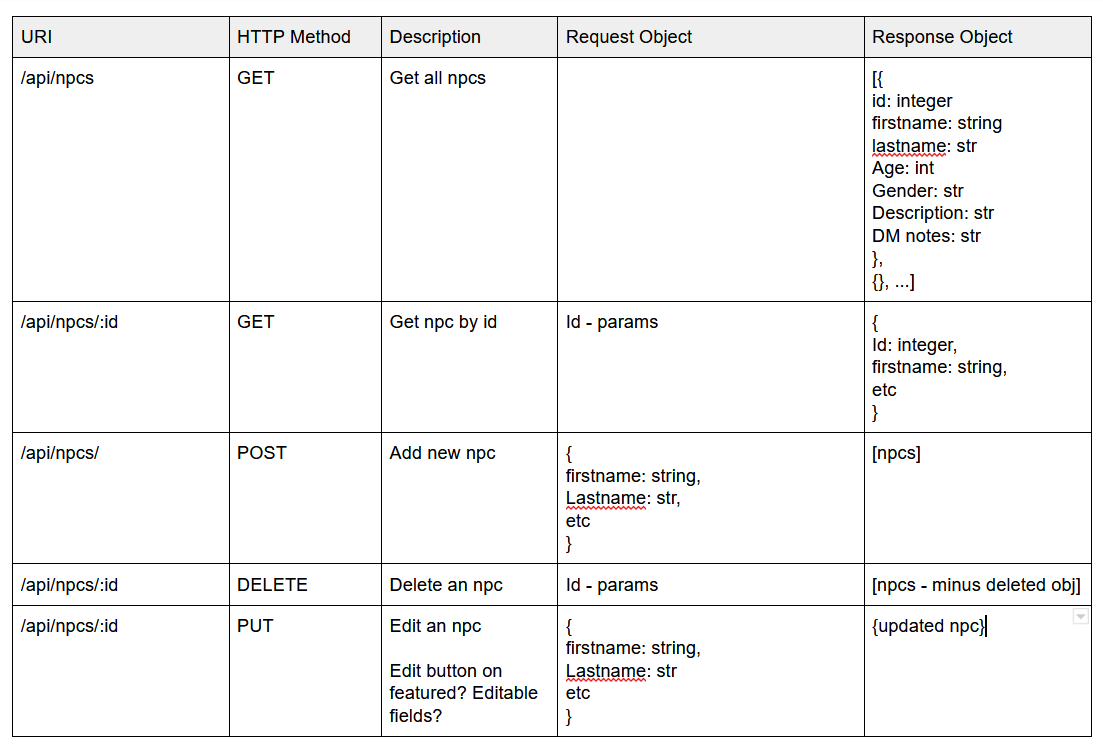 URI HTTP Method Description Request Object Response Object
/api/npcs GET Get all npcs [{
id: integer
firstname: string
lastname: str
Age: int
Gender: str
Description: str
DM notes: str
},
{}, ...]
/api/npcs/:id GET Get npc by id Id - params {
Id: integer,
firstname: string,
etc
}
/api/npcs/ POST Add new npc {
firstname: string,
Lastname: str,
etc
}
[npcs]
/api/npcs/:id DELETE Delete an npc Id - params [npcs - minus deleted obj]
/api/npcs/:id PUT Edit an npc
Edit button on
featured? Editable
fields?
{
firstname: string,
Lastname: str
etc
}
{updated npc}